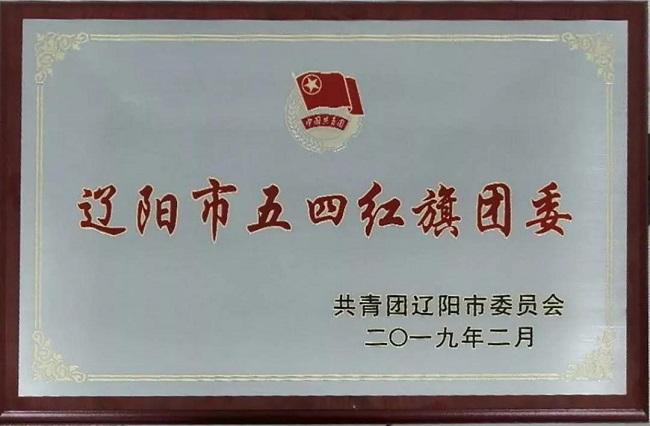 中国共青团
辽阳市五四红旗团委
共青团辽阳市委员会
二〇一九年二月